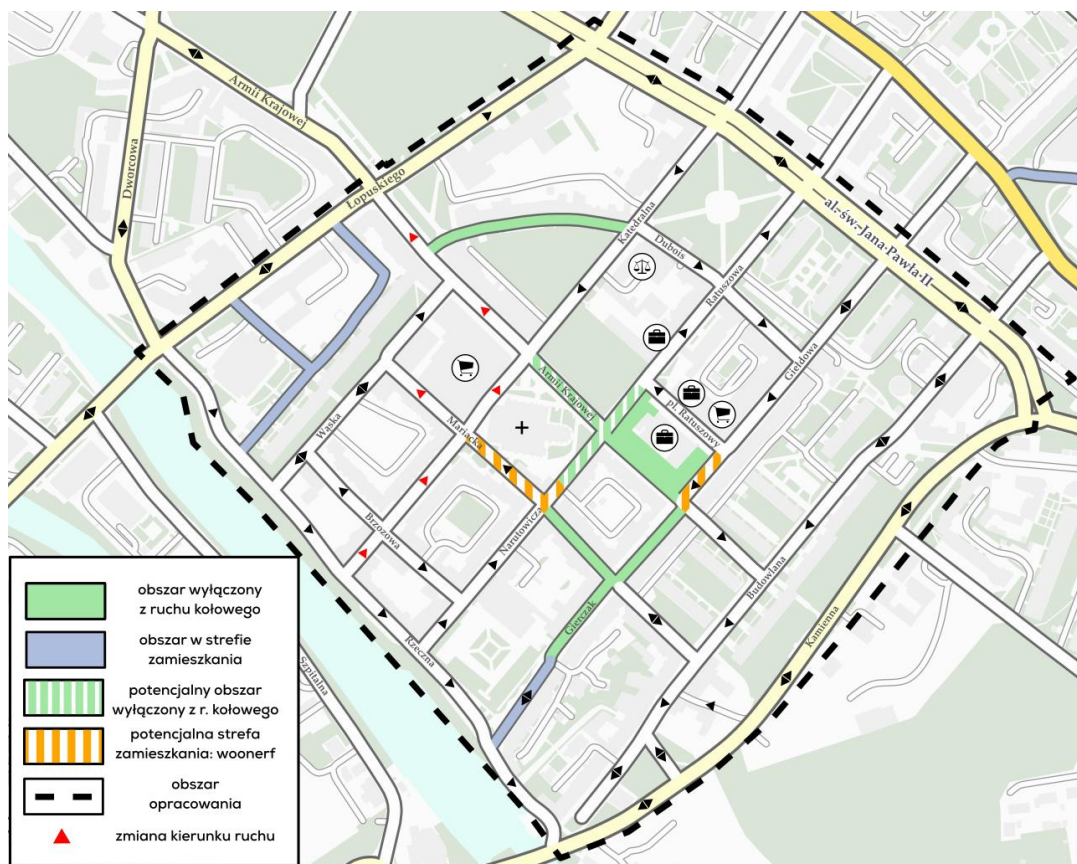 Armii Krajowej
Dworcowa
Łopuskiego
al. św. Jana Pawła II
Katedralna
Dubois
Ratuszowa
Giełdowa
Armii Krajowej
pl. Ratuszowy
Mariacka
Wąska
Brzozowa
Narutowicza
Budowlana
Kamienna
Gierczak
Rzeczna
Szpitalna
obszar wyłączony
z ruchu kołowego
obszar w strefie
zamieszkania
potencjalny obszar
wyłączony z r. kołowego
potencjalna strefa
zamieszkania: woonerf
obszar
opracowania
zmiana kierunku ruchu